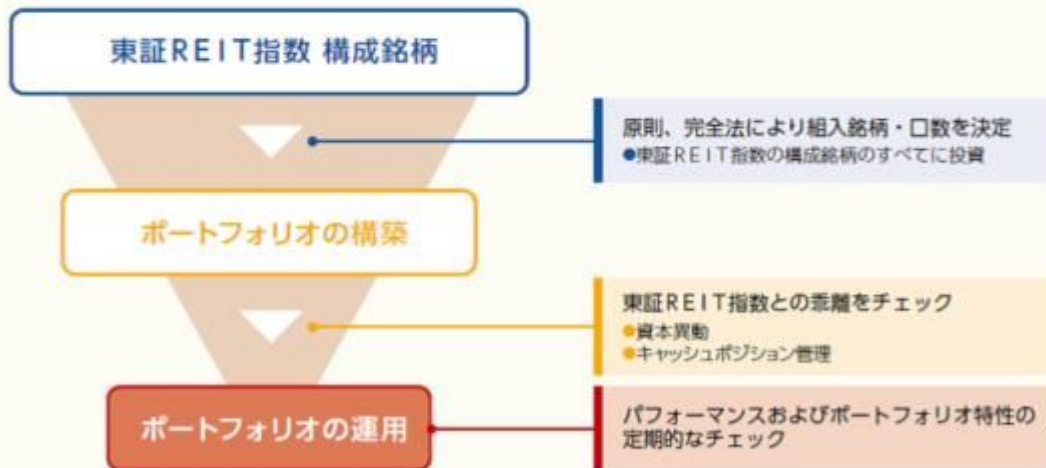 東証REIT指数 構成銘柄
原則、完全法により組入銘柄・口数を決定
●東証REIT指数の構成銘柄のすべてに投資
ポートフォリオの構築
東証REIT指数との乖離をチェック
●資本異動
●キャッシュポジション管理
ポートフォリオの運用
パフォーマンスおよびポートフォリオ特性の
定期的なチェック